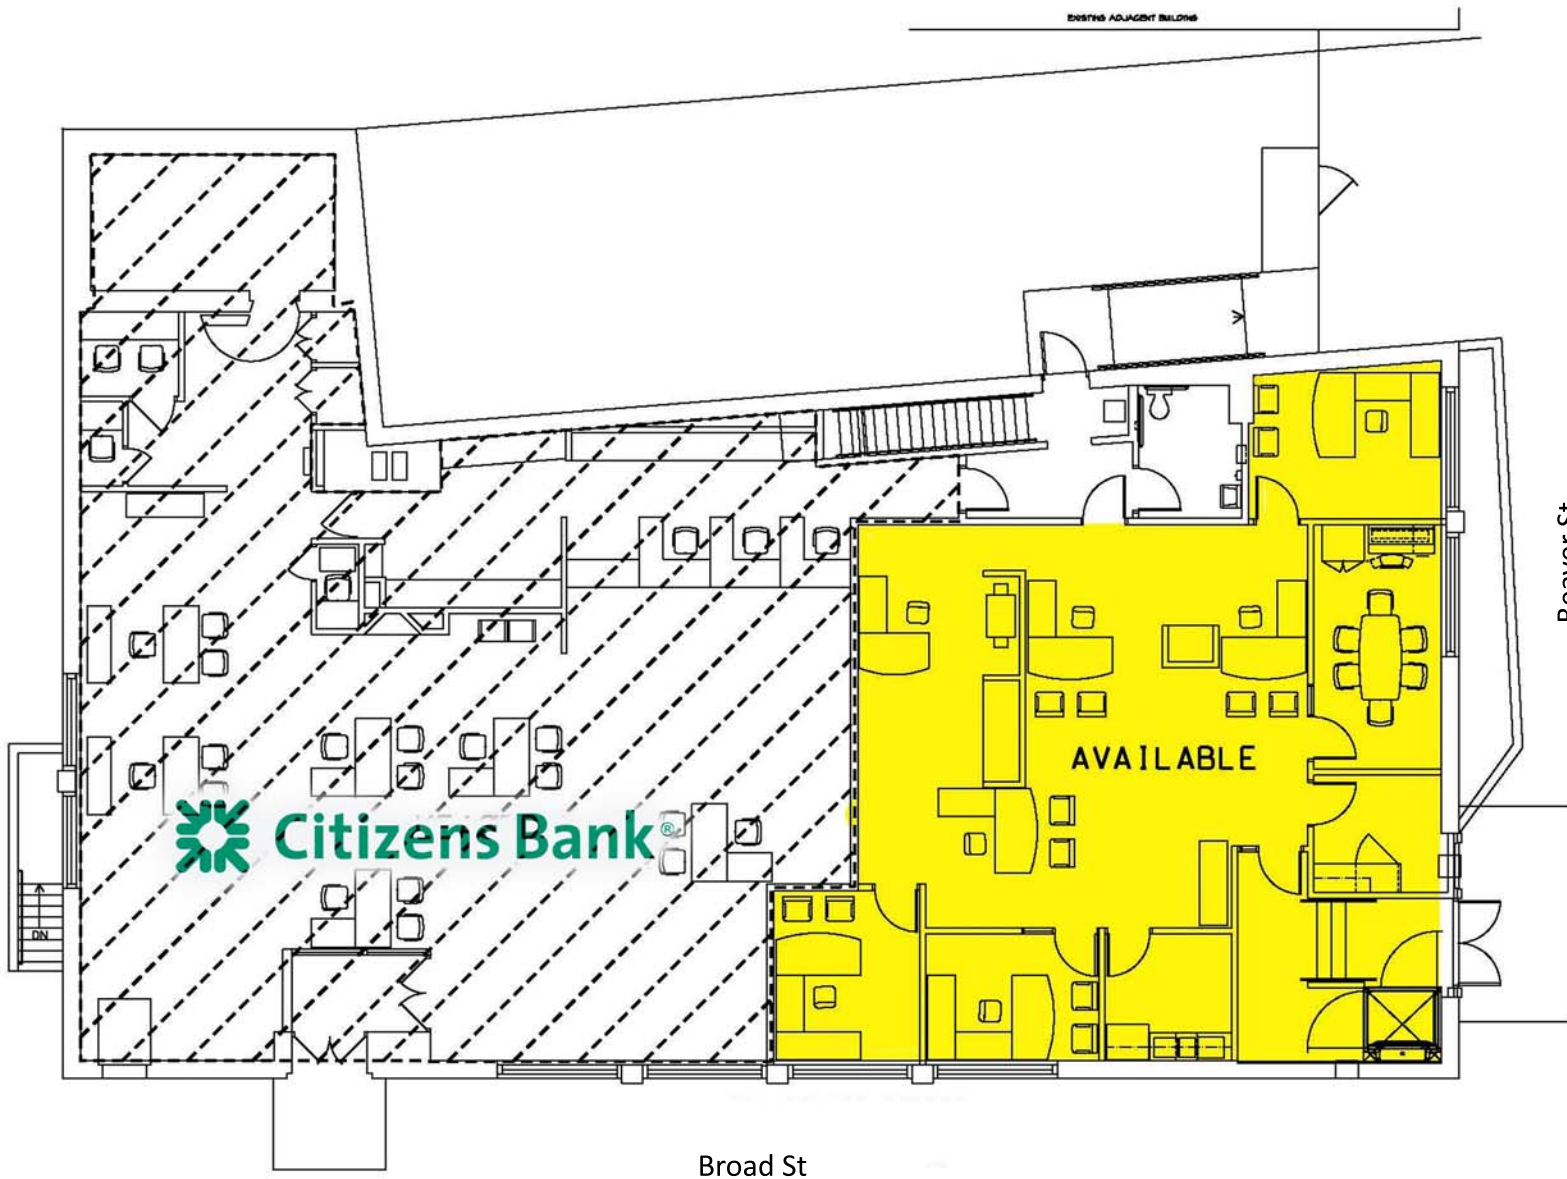 EXISTING ADJACENT BUILDING
Beaver St
AVAILABLE
Citizens Bank®
DN
Broad St